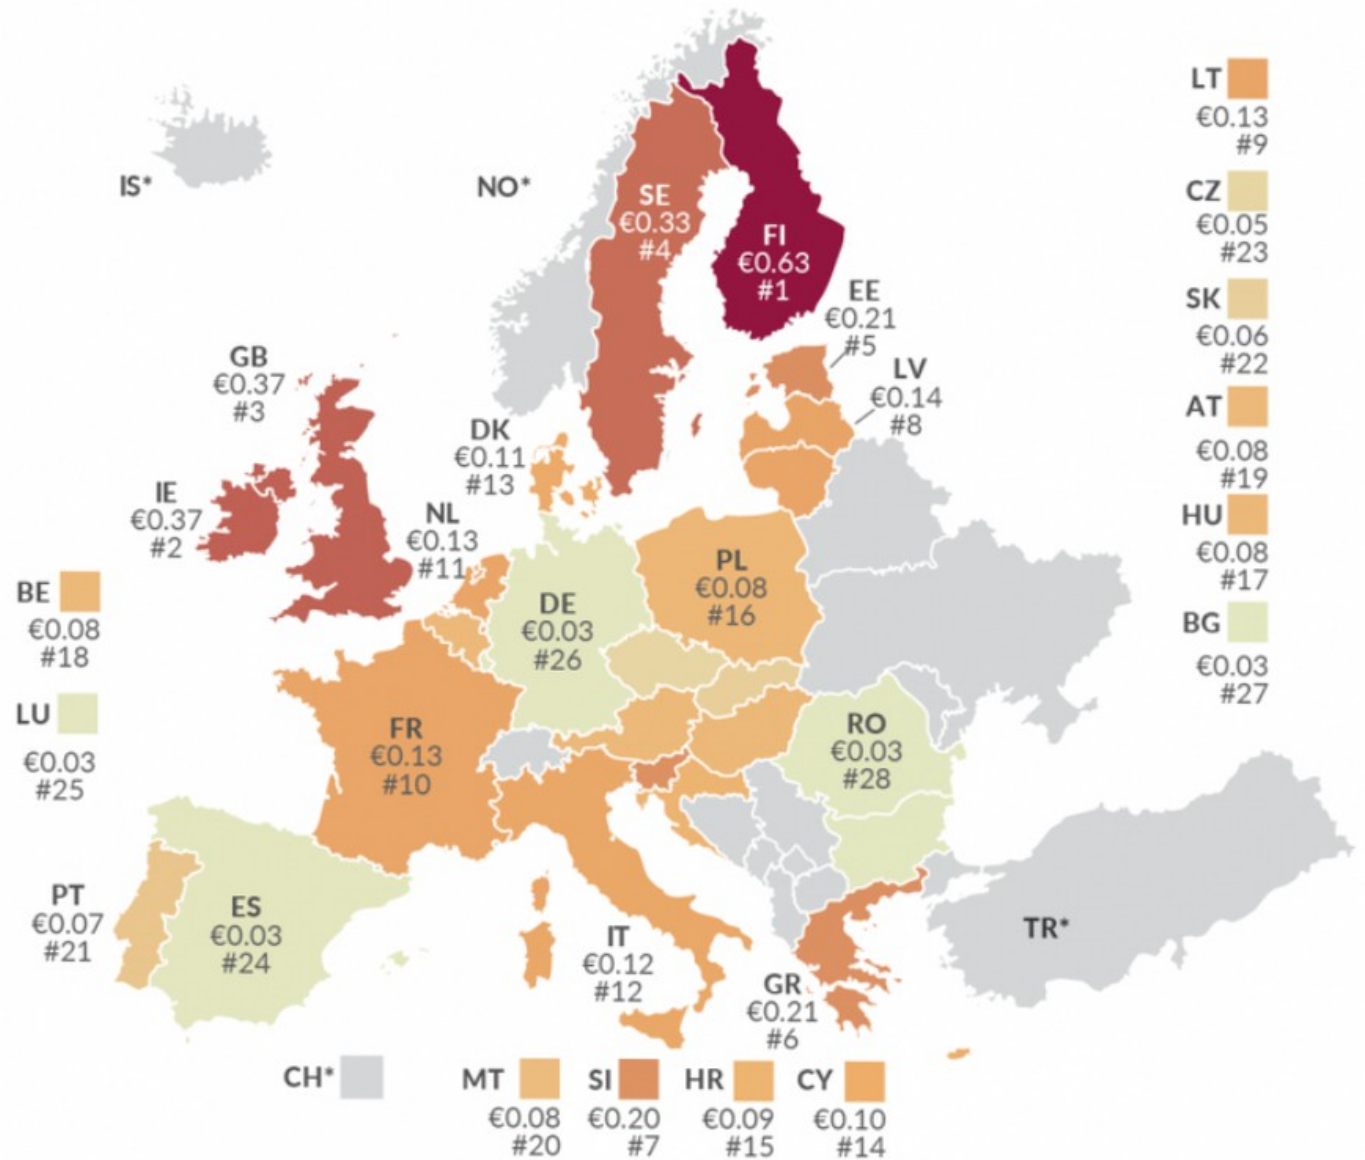 IS*
NO*
SE
€0.33
#4
FI
€0.63
#1
EE
€0.21
#5
LV
€0.14
#8
GB
€0.37
#3
IE
€0.37
#2
DK
€0.11
#13
NL
€0.13
#11
BE
€0.08
#18
LU
€0.03
#25
DE
€0.03
#26
PL
€0.08
#16
FR
€0.13
#10
RO
€0.03
#28
PT
€0.07
#21
ES
€0.03
#24
IT
€0.12
#12
GR
€0.21
#6
TR*
LT
€0.13
#9
CZ
€0.05
#23
SK
€0.06
#22
AT
€0.08
#19
HU
€0.08
#17
BG
€0.03
#27
CH*
MT
€0.08
#20
SI
€0.20
#7
HR
€0.09
#15
CY
€0.10
#14